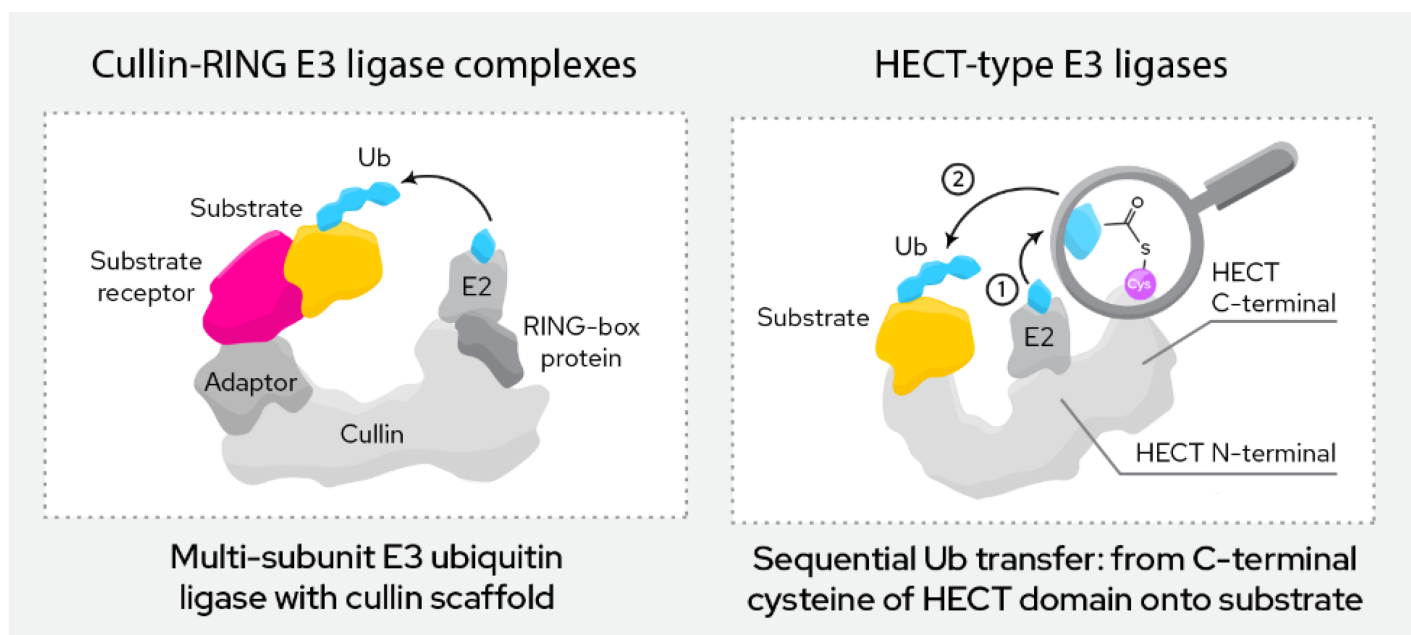 Cullin-RING E3 ligase complexes
Ub
Substrate
Substrate
receptor
E2
RING-box
protein
Adaptor
Cullin
Multi-subunit E3 ubiquitin
ligase with cullin scaffold
HECT-type E3 ligases
2
O
S
Cys
Ub
1
HECT
C-terminal
Substrate
E2
HECT N-terminal
Sequential Ub transfer: from C-terminal
cysteine of HECT domain onto substrate